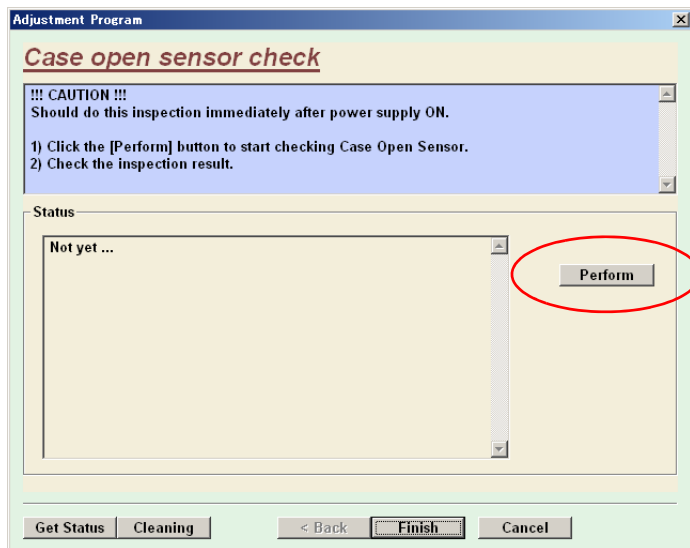 Adjustment Program
Case open sensor check
!!! CAUTION !!!
Should do this inspection immediately after power supply ON.
1) Click the [Perform] button to start checking Case Open Sensor.
2) Check the inspection result.
Status
Not yet ...
Perform
Get Status
Cleaning
< Back
Finish
Cancel